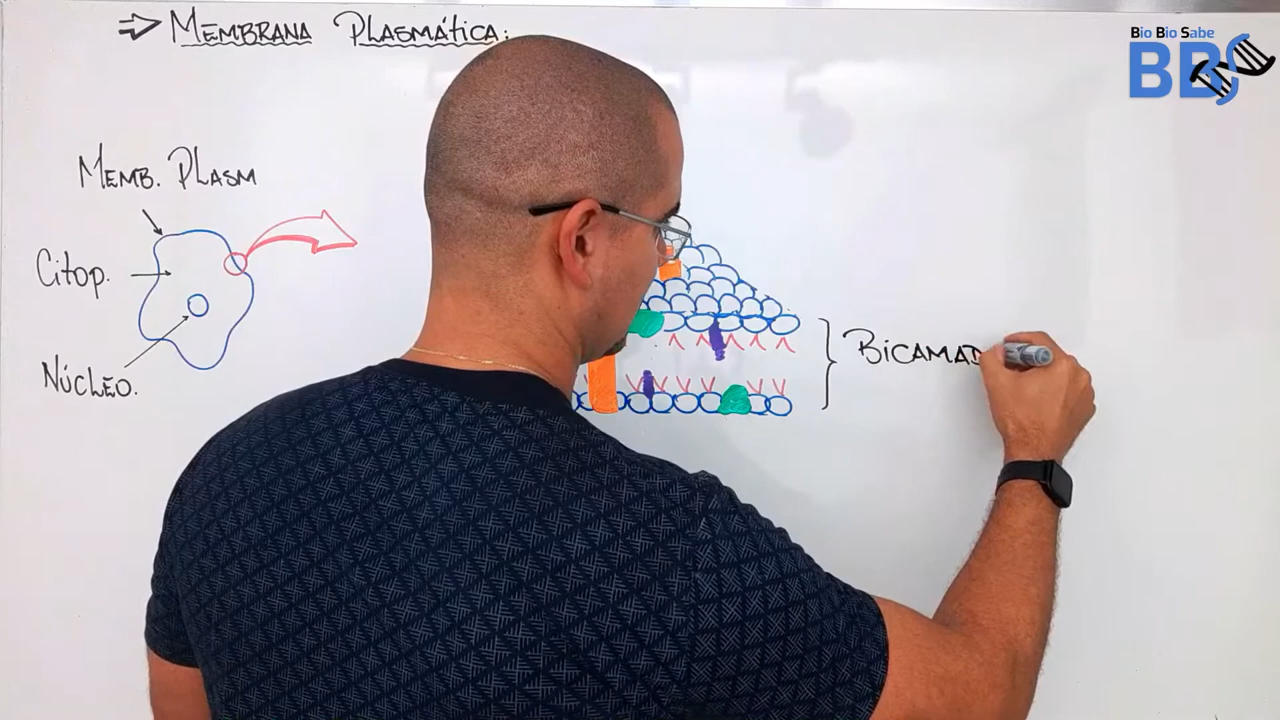 ⇒ Membrana Plasmática:
Bio Bio Sabe
BBS
Memb. Plasm
Citop.
Núcleo.
} Bicamad